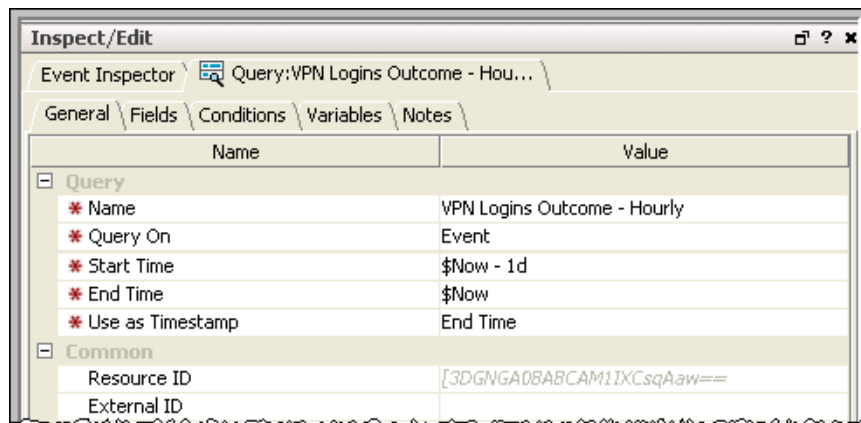 Inspect/Edit
Event Inspector Query:VPN Logins Outcome - Hou...
General Fields Conditions Variables Notes
Name Value
Query
* Name VPN Logins Outcome - Hourly
* Query On Event
* Start Time $Now - 1d
* End Time $Now
* Use as Timestamp End Time
Common
Resource ID
External ID